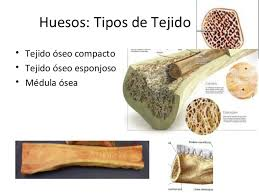 Huesos: Tipos de Tejido
• Tejido óseo compacto
• Tejido óseo esponjoso
• Médula ósea